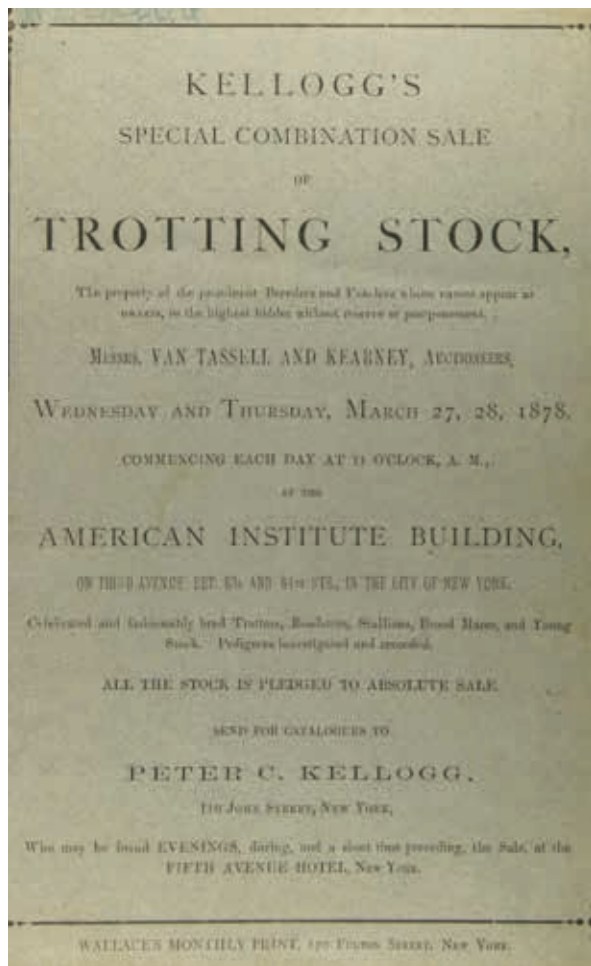 KELLOGG'S
SPECIAL COMBINATION SALE
OF
TROTTING STOCK,
The property of the prominent Breeders and Fanciers whose names appear as
to the highest bidder without reserve or postponement.
MESSRS. VAN TASSELL AND KEARNEY, AUCTIONEERS,
WEDNESDAY AND THURSDAY, MARCH 27, 28, 1878,
COMMENCING EACH DAY AT 11 O'CLOCK, A. M.,
AT THE
AMERICAN INSTITUTE BUILDING,
ON THIRD AVENUE, BET. AND STS., IN THE CITY OF NEW YORK.
Celebrated and fashionably bred Trotters, Roadsters, Stallions, Brood Mares, and Young
Stock. Pedigrees investigated and recorded.
ALL THE STOCK IS PLEDGED TO ABSOLUTE SALE.
SEND FOR CATALOGUES TO
PETER C. KELLOGG,
JOHN STREET, NEW YORK,
Who may be found EVENINGS, during, and a short time preceding, the Sale, at the
FIFTH AVENUE HOTEL, NEW YORK.
WALLACE'S MONTHLY PRINT, FULTON STREET, NEW YORK.